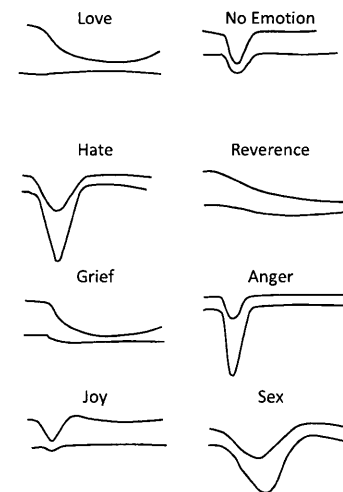 Love
No Emotion
Hate
Reverence
Grief
Anger
Joy
Sex